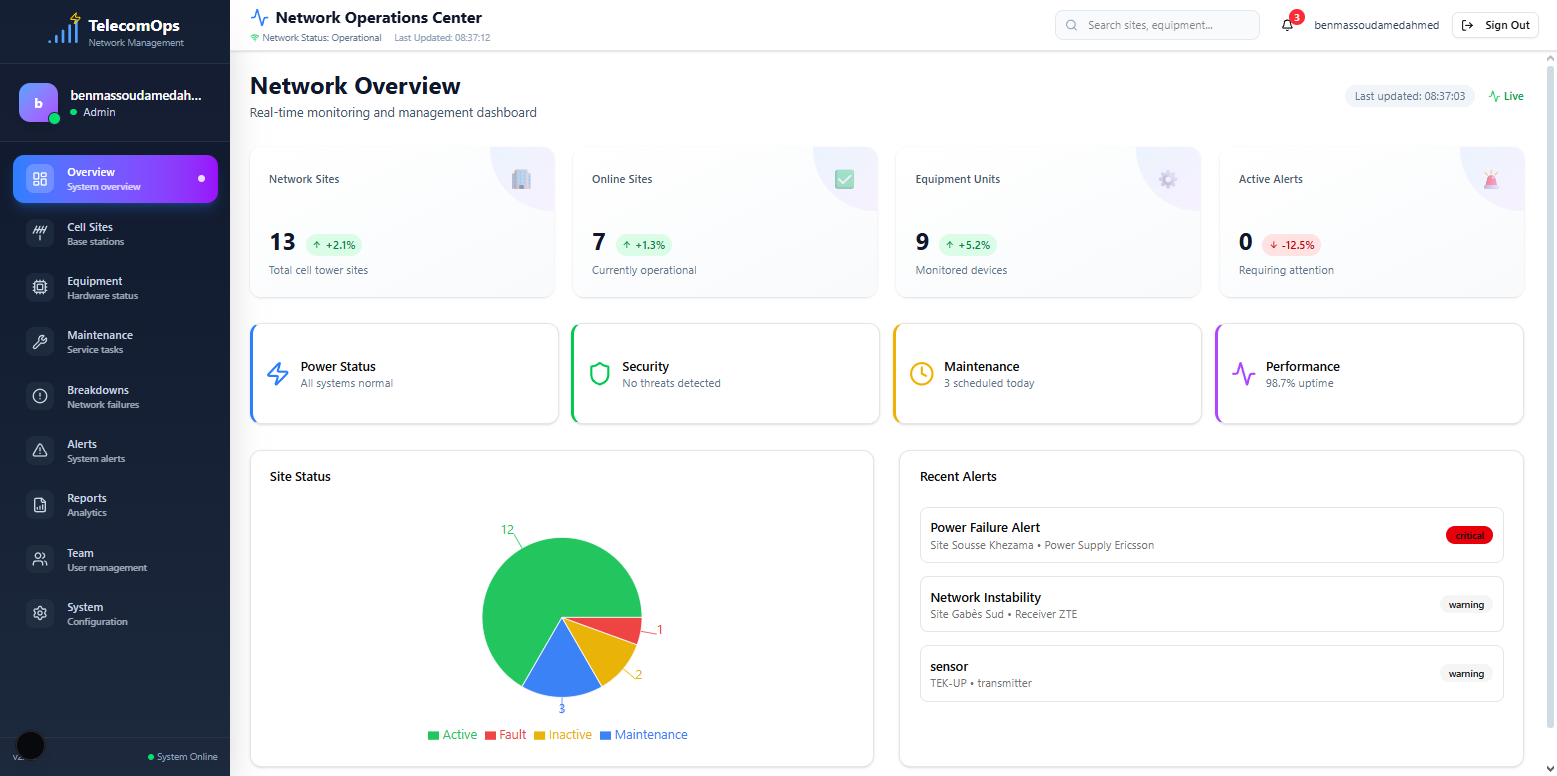 TelecomOps
Network Management
b
benmassoudamedah...
Admin
Overview
System overview
Cell Sites
Base stations
Equipment
Hardware status
Maintenance
Service tasks
Breakdowns
Network failures
Alerts
System alerts
Reports
Analytics
Team
User management
System
Configuration
System Online
Network Operations Center
Network Status: Operational Last Updated: 08:37:12
Search sites, equipment...
3
benmassoudamedahmed
Sign Out
Network Overview
Real-time monitoring and management dashboard
Last updated: 08:37:03
Live
Network Sites
13 ↑ +2.1%
Total cell tower sites
Online Sites
7 ↑ +1.3%
Currently operational
Equipment Units
9 ↑ +5.2%
Monitored devices
Active Alerts
0 ↓ -12.5%
Requiring attention
Power Status
All systems normal
Security
No threats detected
Maintenance
3 scheduled today
Performance
98.7% uptime
Site Status
12
1
2
3
Active Fault Inactive Maintenance
Recent Alerts
Power Failure Alert
Site Sousse Khezama • Power Supply Ericsson
critical
Network Instability
Site Gabès Sud • Receiver ZTE
warning
sensor
TEK-UP • transmitter
warning